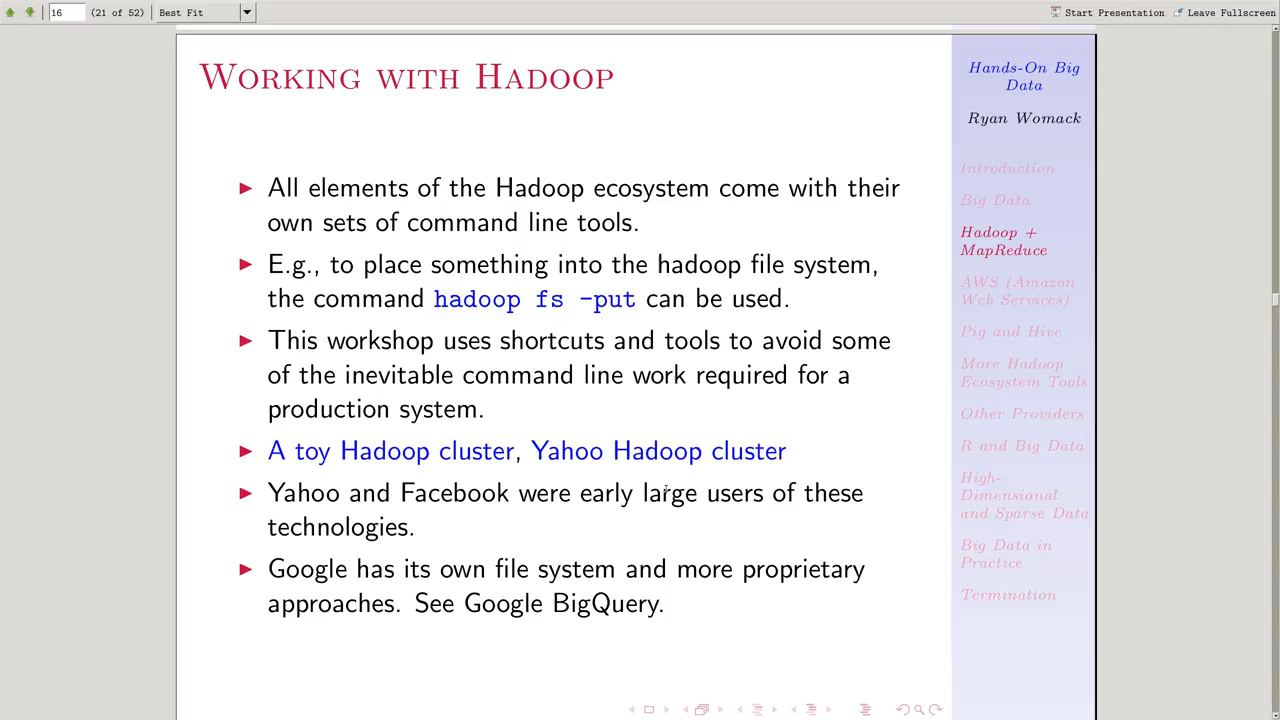 16 (21 of 52) Best Fit Start Presentation Leave Fullscreen
WORKING WITH HADOOP
All elements of the Hadoop ecosystem come with their
own sets of command line tools.
E.g., to place something into the hadoop file system,
the command hadoop fs -put can be used.
This workshop uses shortcuts and tools to avoid some
of the inevitable command line work required for a
production system.
A toy Hadoop cluster, Yahoo Hadoop cluster
Yahoo and Facebook were early large users of these
technologies.
Google has its own file system and more proprietary
approaches. See Google BigQuery.
Hands-On Big
Data
Ryan Womack
Introduction
Big Data
Hadoop +
MapReduce
AWS (Amazon
Web Services)
Pig and Hive
More Hadoop
Ecosystem Tools
Other Providers
R and Big Data
High-
Dimensional
and Sparse Data
Big Data in
Practice
Termination